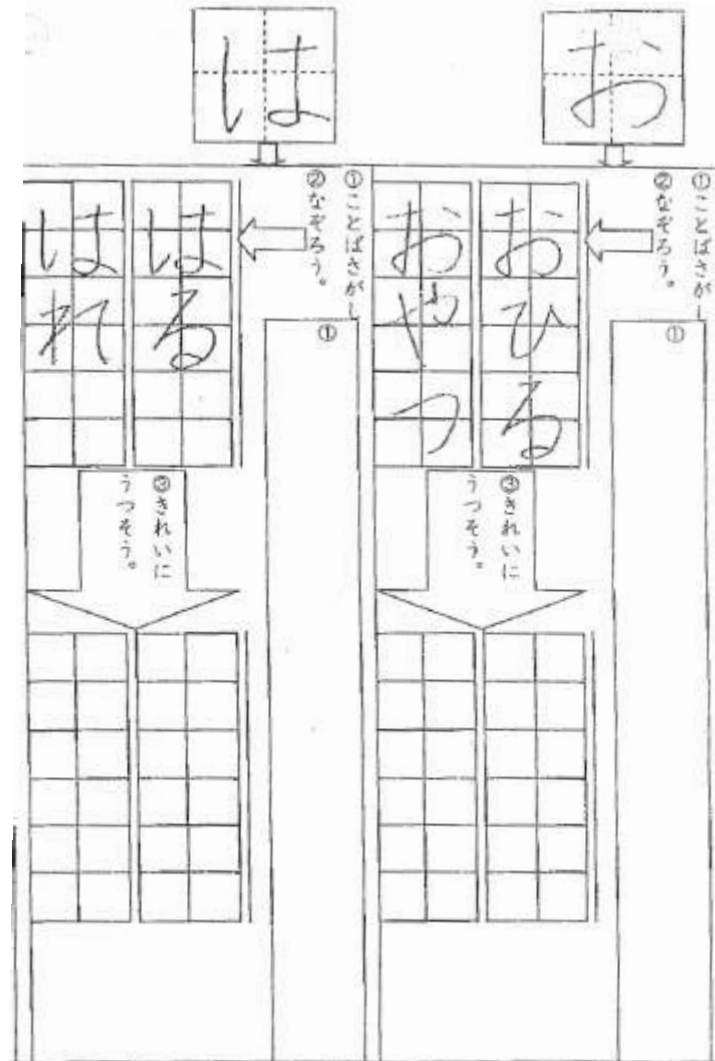 お
①ことばさがし
②なぞろう。
①
おひる
おやつ
③きれいに
うつそう。
は
①ことばさがし
②なぞろう。
①
はる
はれ
③きれいに
うつそう。